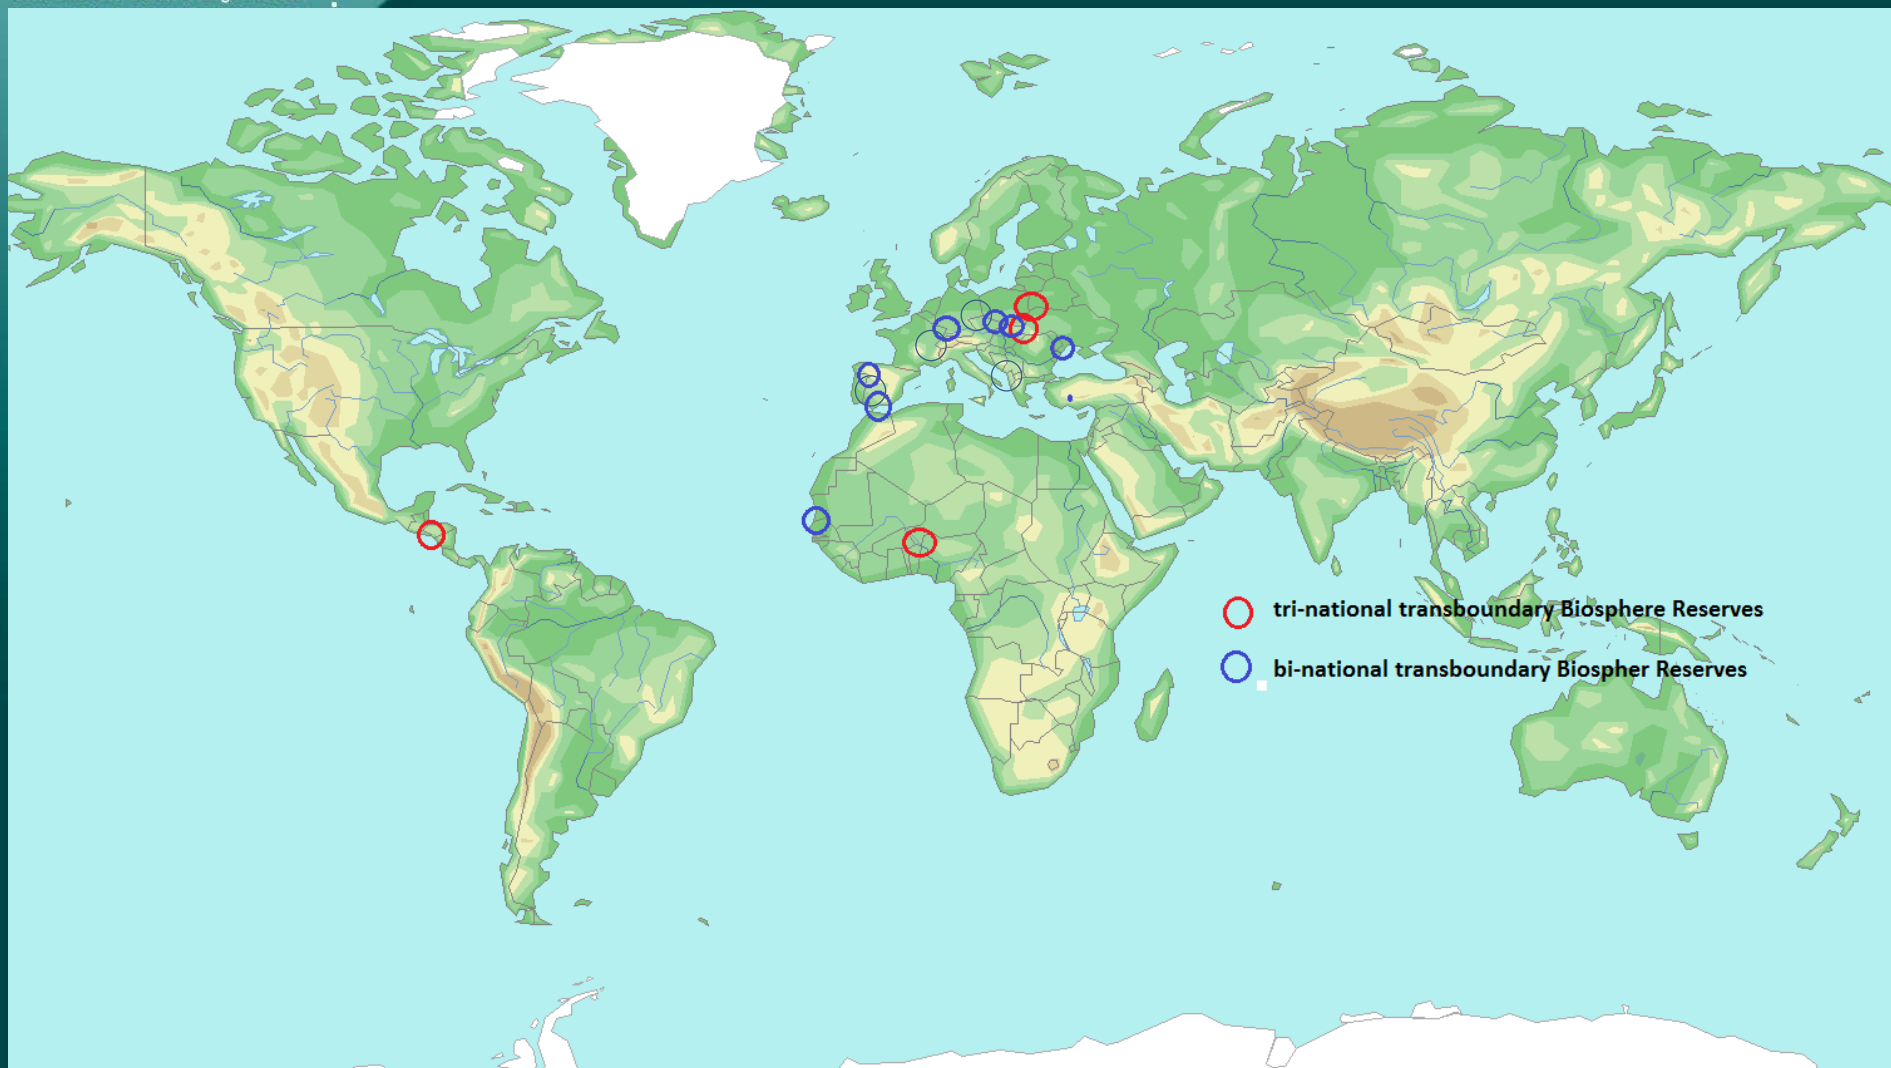 tri-national transboundary Biosphere Reserves
bi-national transboundary Biospher Reserves